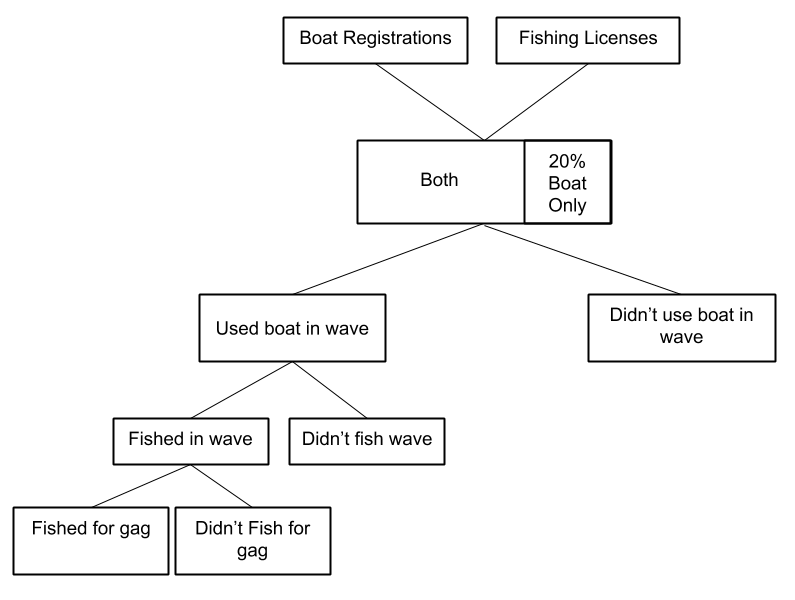 Boat Registrations
Fishing Licenses
Both
20%
Boat
Only
Used boat in wave
Didn’t use boat in
wave
Fished in wave
Didn’t fish wave
Fished for gag
Didn’t Fish for
gag